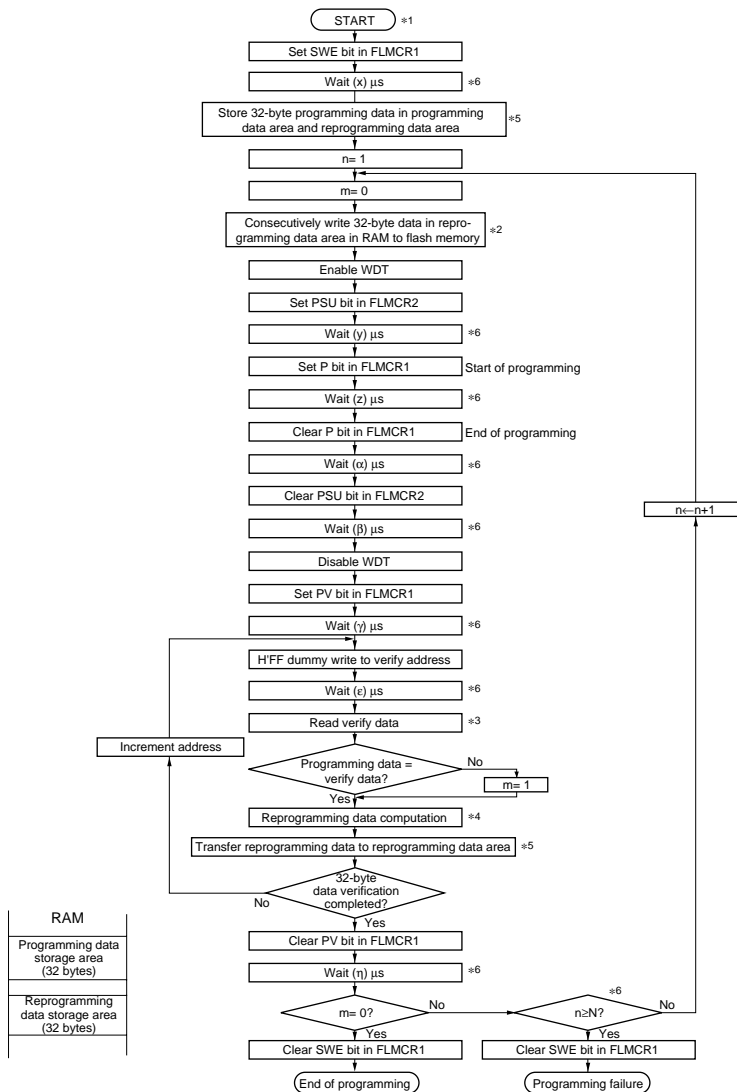 START *1
Set SWE bit in FLMCR1
Wait (x) μs *6
Store 32-byte programming data in programming
data area and reprogramming data area *5
n= 1
m= 0
Consecutively write 32-byte data in repro-
gramming data area in RAM to flash memory *2
Enable WDT
Set PSU bit in FLMCR2
Wait (y) μs *6
Set P bit in FLMCR1 Start of programming
Wait (z) μs *6
Clear P bit in FLMCR1 End of programming
Wait (α) μs *6
Clear PSU bit in FLMCR2
n←n+1
Wait (β) μs *6
Disable WDT
Set PV bit in FLMCR1
Wait (γ) μs *6
H'FF dummy write to verify address
Wait (ε) μs *6
Read verify data *3
Increment address
Programming data =
verify data?
No
m= 1
Yes
Reprogramming data computation *4
Transfer reprogramming data to reprogramming data area *5
32-byte
data verification
completed?
No
Yes
RAM
Programming data
storage area
(32 bytes)
Reprogramming
data storage area
(32 bytes)
Clear PV bit in FLMCR1
Wait (η) μs *6
m= 0?
No
*6
n≥N?
No
Yes
Yes
Clear SWE bit in FLMCR1
Clear SWE bit in FLMCR1
End of programming
Programming failure